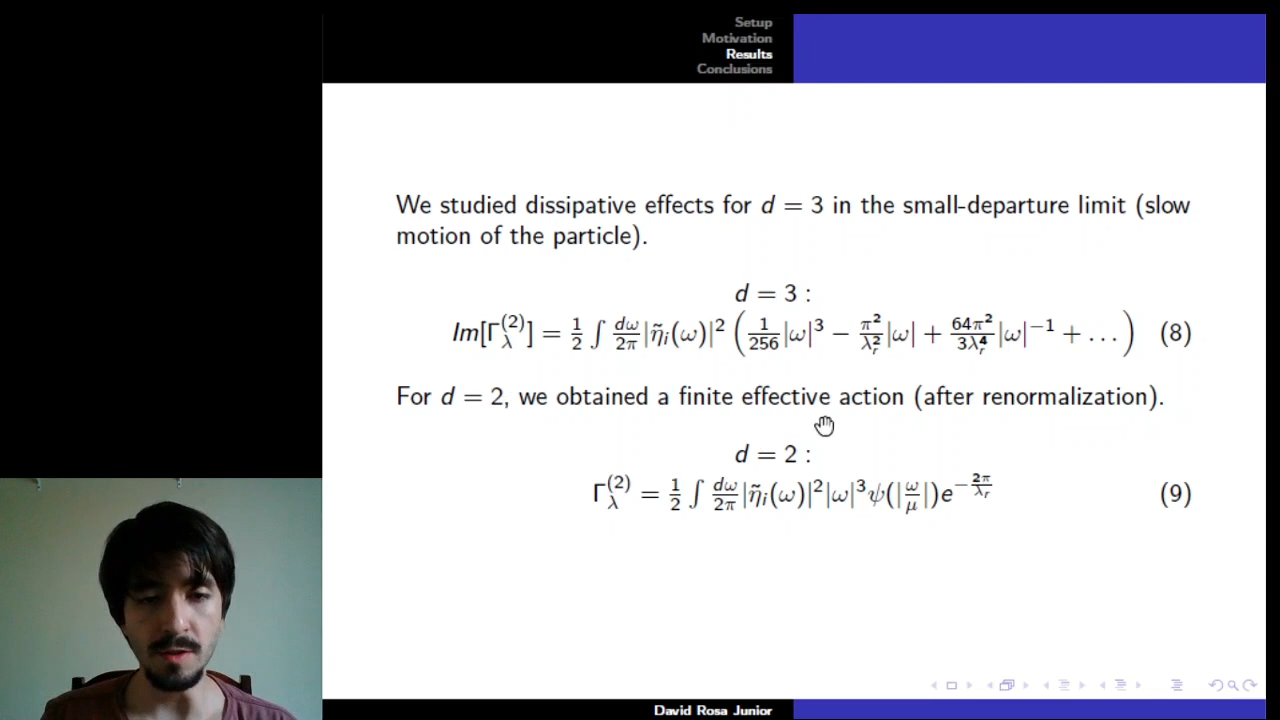 Setup
Motivation
Results
Conclusions
We studied dissipative effects for d = 3 in the small-departure limit (slow
motion of the particle).
d = 3 :
Im[Γ_λ^{(2)}] = 1/2 ∫ dω/2π |η̃_i(ω)|^2 ( 1/256 |ω|^3 − π^2/λ_r^2 |ω| + 64π^2/3λ_r^4 |ω|^{−1} + . . . ) (8)
For d = 2, we obtained a finite effective action (after renormalization).
d = 2 :
Γ_λ^{(2)} = 1/2 ∫ dω/2π |η̃_i(ω)|^2 |ω|^3 ψ(|ω/μ|) e^{−2π/λ_r} (9)
David Rosa Junior